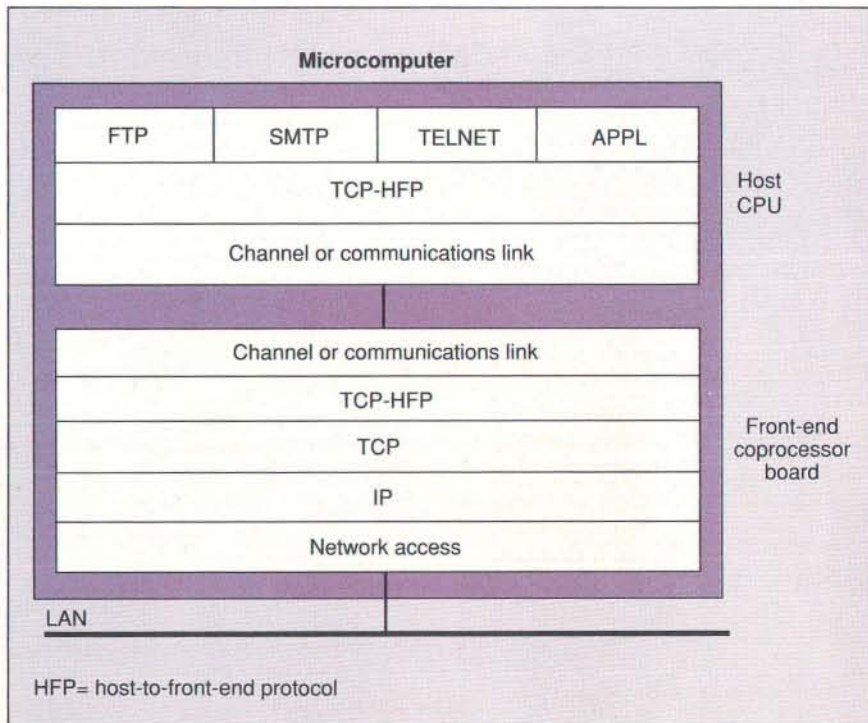 Microcomputer
FTP SMTP TELNET APPL
TCP-HFP
Channel or communications link
Host
CPU
Channel or communications link
TCP-HFP
TCP
IP
Network access
Front-end
coprocessor
board
LAN
HFP= host-to-front-end protocol